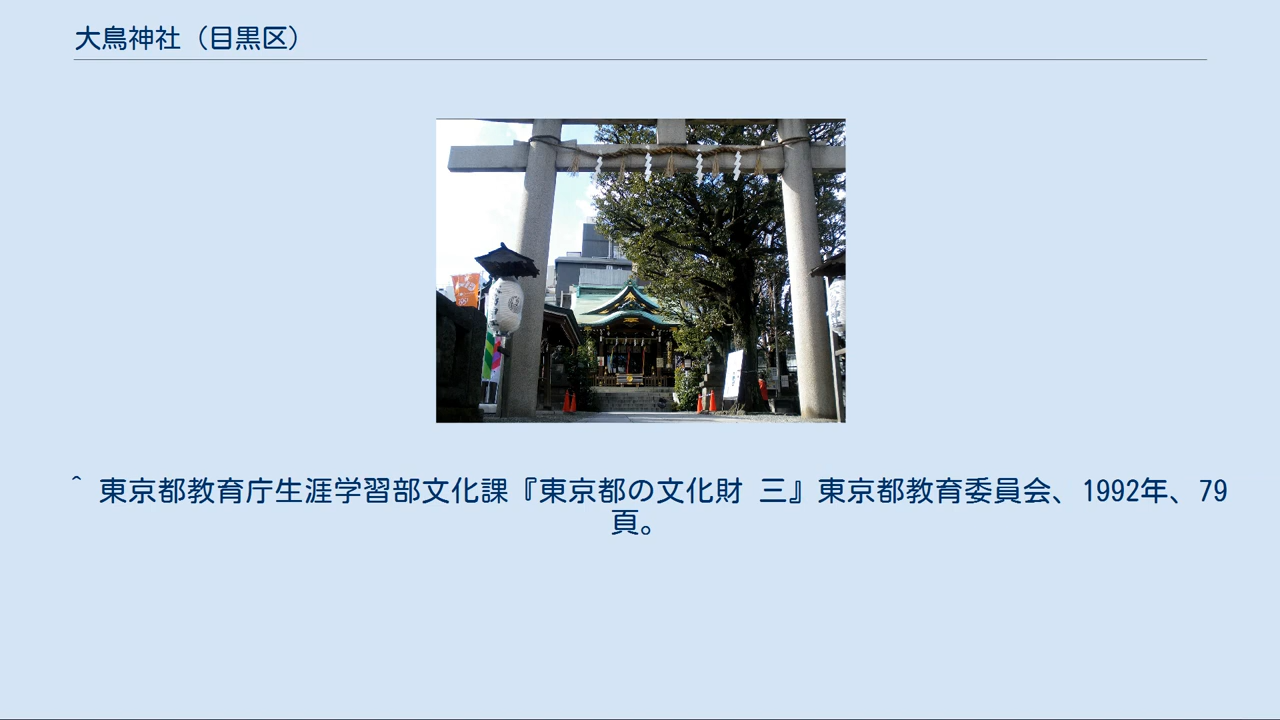 大鳥神社（目黒区）
^ 東京都教育庁生涯学習部文化課『東京都の文化財 三』東京都教育委員会、1992年、79
頁。